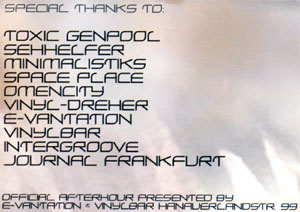 SPECIAL THANKS TO:
TOXIC GENPOOL
SEHHELFER
MINIMALISTIKS
SPACE PLACE
OMENCITY
VINYL-DREHER
E-VANTATION
VINYLBAR
INTERGROOVE
JOURNAL FRANKFURT
OFFICIAL AFTERHOUR PRESENTED BY
E-VANTATION @ VINYLBAR HANAUERLANDSTR. 99